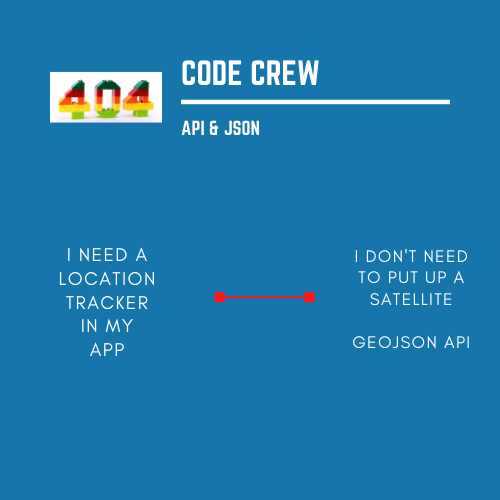 404
CODE CREW
API & JSON
I NEED A
LOCATION
TRACKER
IN MY
APP
I DON'T NEED
TO PUT UP A
SATELLITE
GEOJSON API